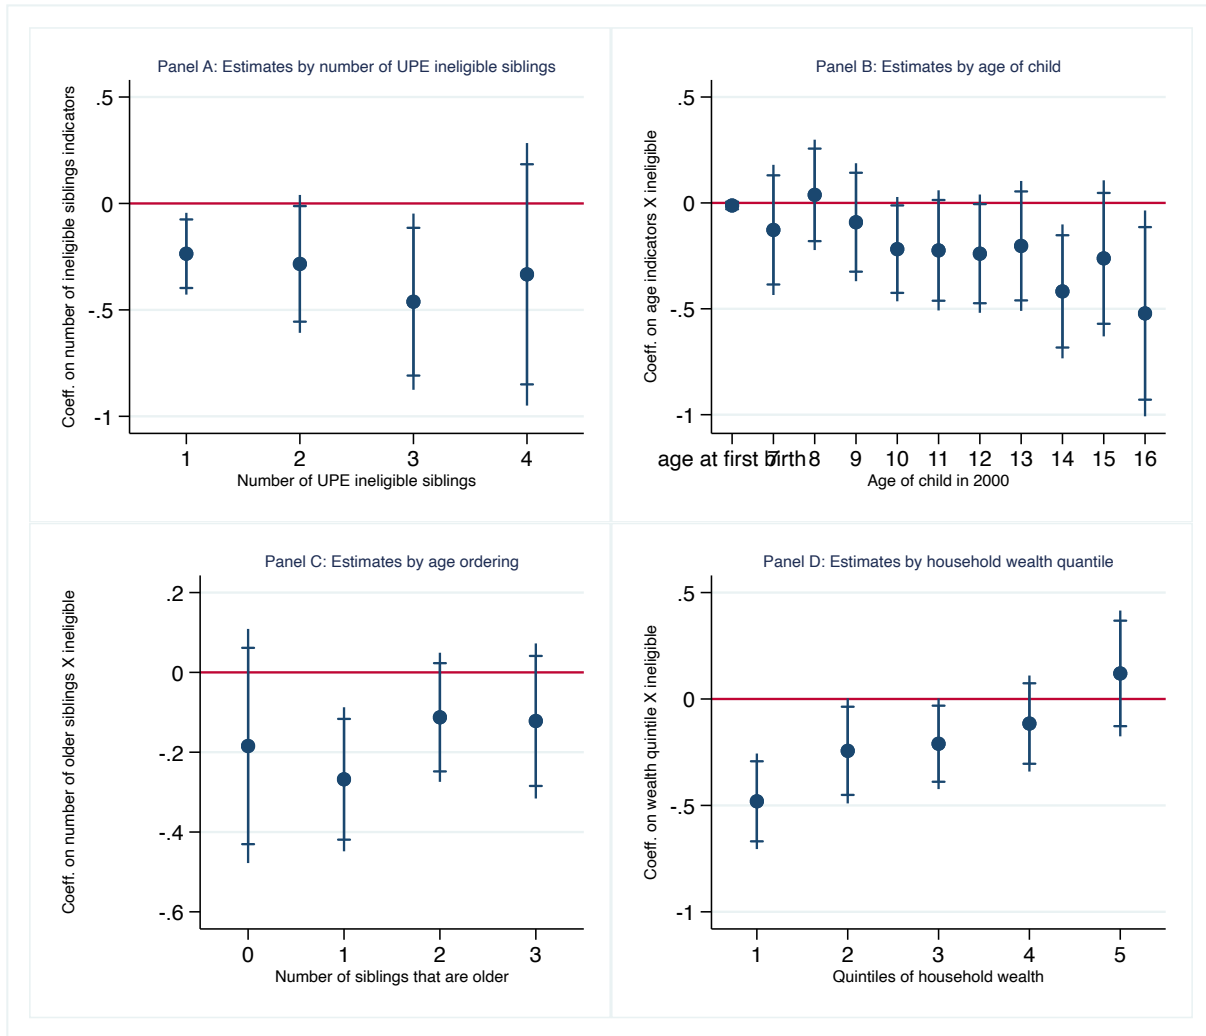 Panel A: Estimates by number of UPE ineligible siblings
Coeff. on number of ineligible siblings indicators
.5
0
-.5
-1
1 2 3 4
Number of UPE ineligible siblings
Panel B: Estimates by age of child
Coeff. on age indicators X ineligible
.5
0
-.5
-1
age at first birth 7 8 9 10 11 12 13 14 15 16
Age of child in 2000
Panel C: Estimates by age ordering
Coeff. on number of older siblings X ineligible
.2
0
-.2
-.4
-.6
0 1 2 3
Number of siblings that are older
Panel D: Estimates by household wealth quantile
Coeff. on wealth quintile X ineligible
.5
0
-.5
-1
1 2 3 4 5
Quintiles of household wealth